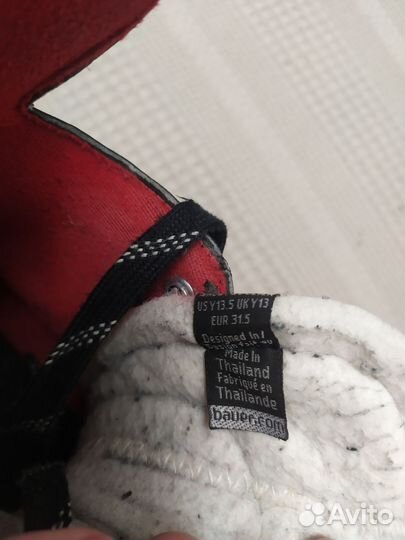 US Y13.5 UK Y13
EUR 31.5
Designed in
Made in
Thailand
Fabriqué en
Thaïlande
bauer.com
Avito